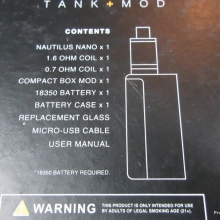 TANK+MOD
CONTENTS
NAUTILUS NANO x 1
1.6 OHM COIL x 1
0.7 OHM COIL x 1
COMPACT BOX MOD x 1
18350 BATTERY x 1
BATTERY CASE x 1
REPLACEMENT GLASS
MICRO-USB CABLE
USER MANUAL
*18350 BATTERY REQUIRED.
WARNING
THIS PRODUCT IS ONLY INTENDED FOR USE
BY ADULTS OF LEGAL SMOKING AGE (21+).